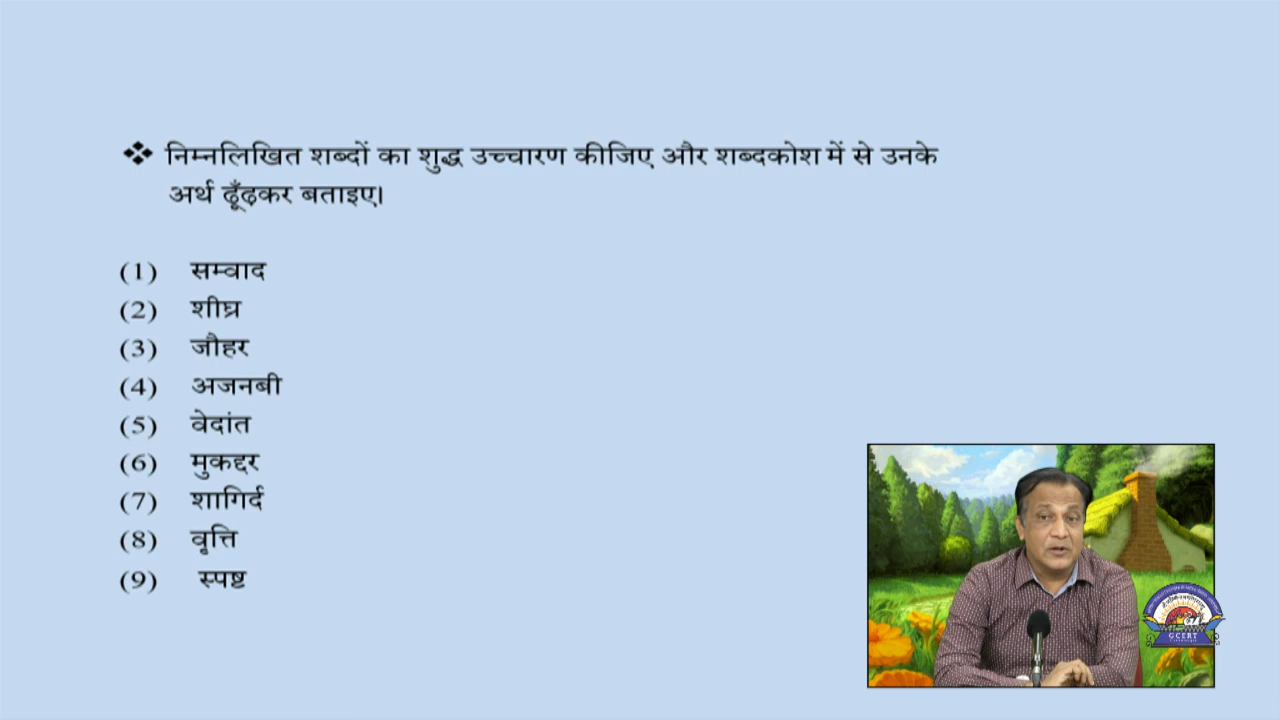 ❖ निम्नलिखित शब्दों का शुद्ध उच्चारण कीजिए और शब्दकोश में से उनके
अर्थ ढूँढ़कर बताइए।
(1) सम्वाद
(2) शीघ्र
(3) जौहर
(4) अजनबी
(5) वेदांत
(6) मुकद्दर
(7) शागिर्द
(8) वृत्ति
(9) स्पष्ट
GCERT